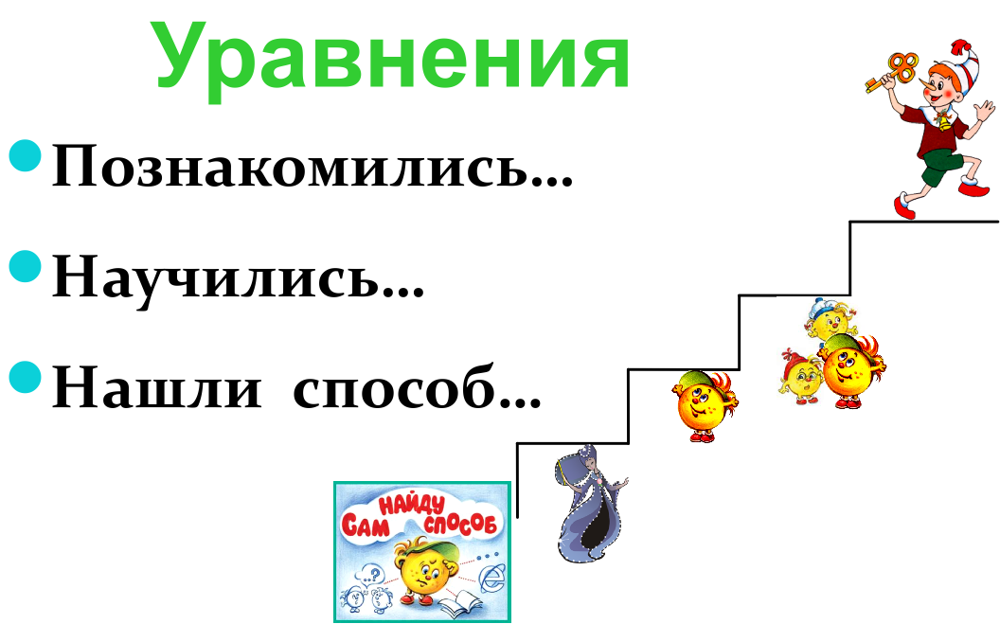 Уравнения
Познакомились...
Научились...
Нашли способ...
НАЙДУ
САМ СПОСОБ
...?
...